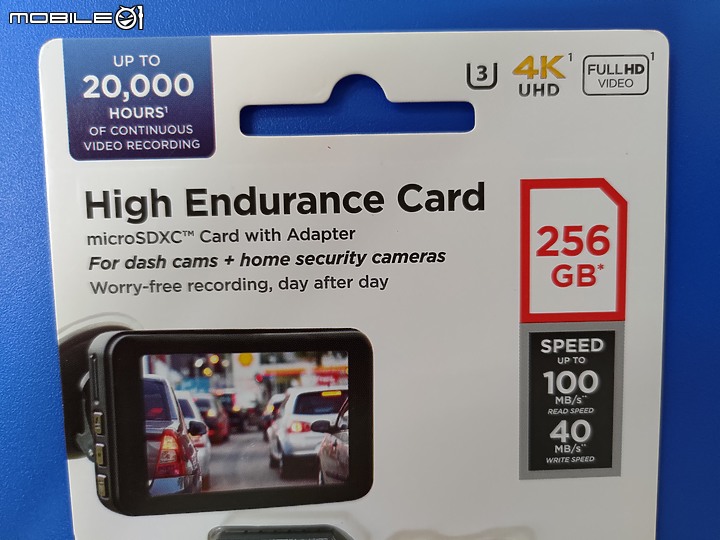 MOBILE01
UP TO
20,000
HOURS¹
OF CONTINUOUS
VIDEO RECORDING
3
4K¹
UHD
FULL HD¹
VIDEO
High Endurance Card
microSDXC™ Card with Adapter
For dash cams + home security cameras
Worry-free recording, day after day
256
GB*
SPEED
UP TO
100
MB/s**
READ SPEED
40
MB/s**
WRITE SPEED